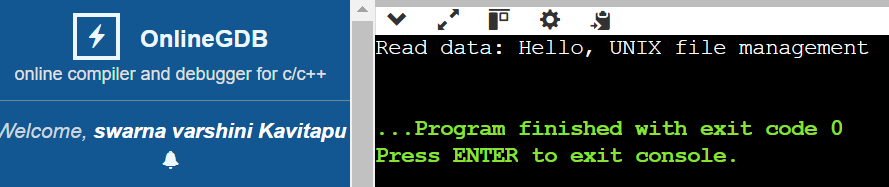 OnlineGDB
online compiler and debugger for c/c++
Welcome, swarna varshini Kavitapu
Read data: Hello, UNIX file management
...Program finished with exit code 0
Press ENTER to exit console.